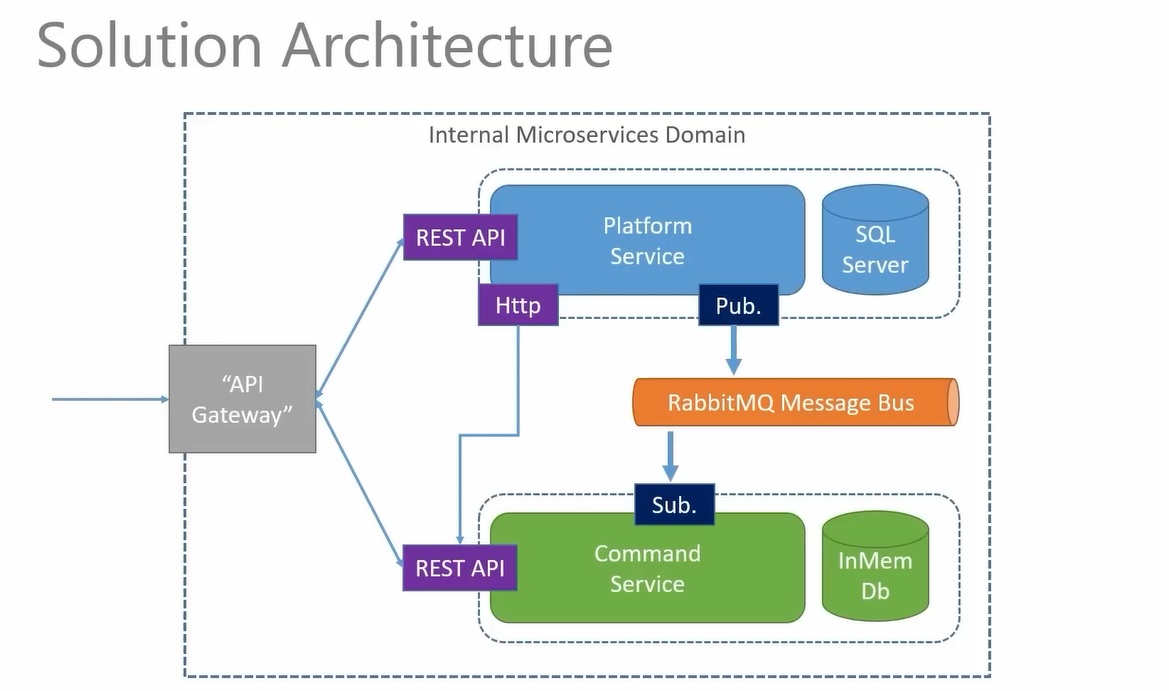 Solution Architecture
Internal Microservices Domain
REST API
Platform
Service
SQL
Server
Http
Pub.
“API
Gateway”
RabbitMQ Message Bus
Sub.
REST API
Command
Service
InMem
Db